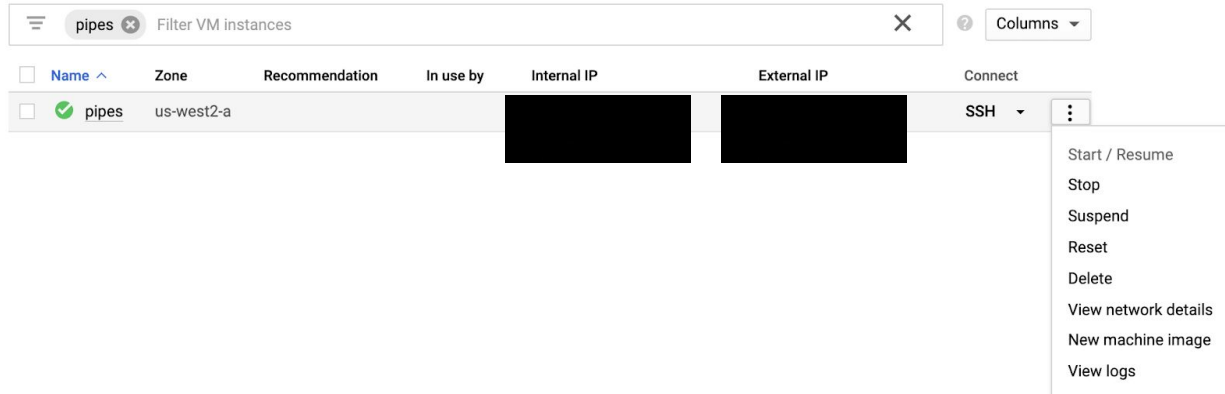 pipes Filter VM instances Columns
Name Zone Recommendation In use by Internal IP External IP Connect
pipes us-west2-a SSH
Start / Resume
Stop
Suspend
Reset
Delete
View network details
New machine image
View logs